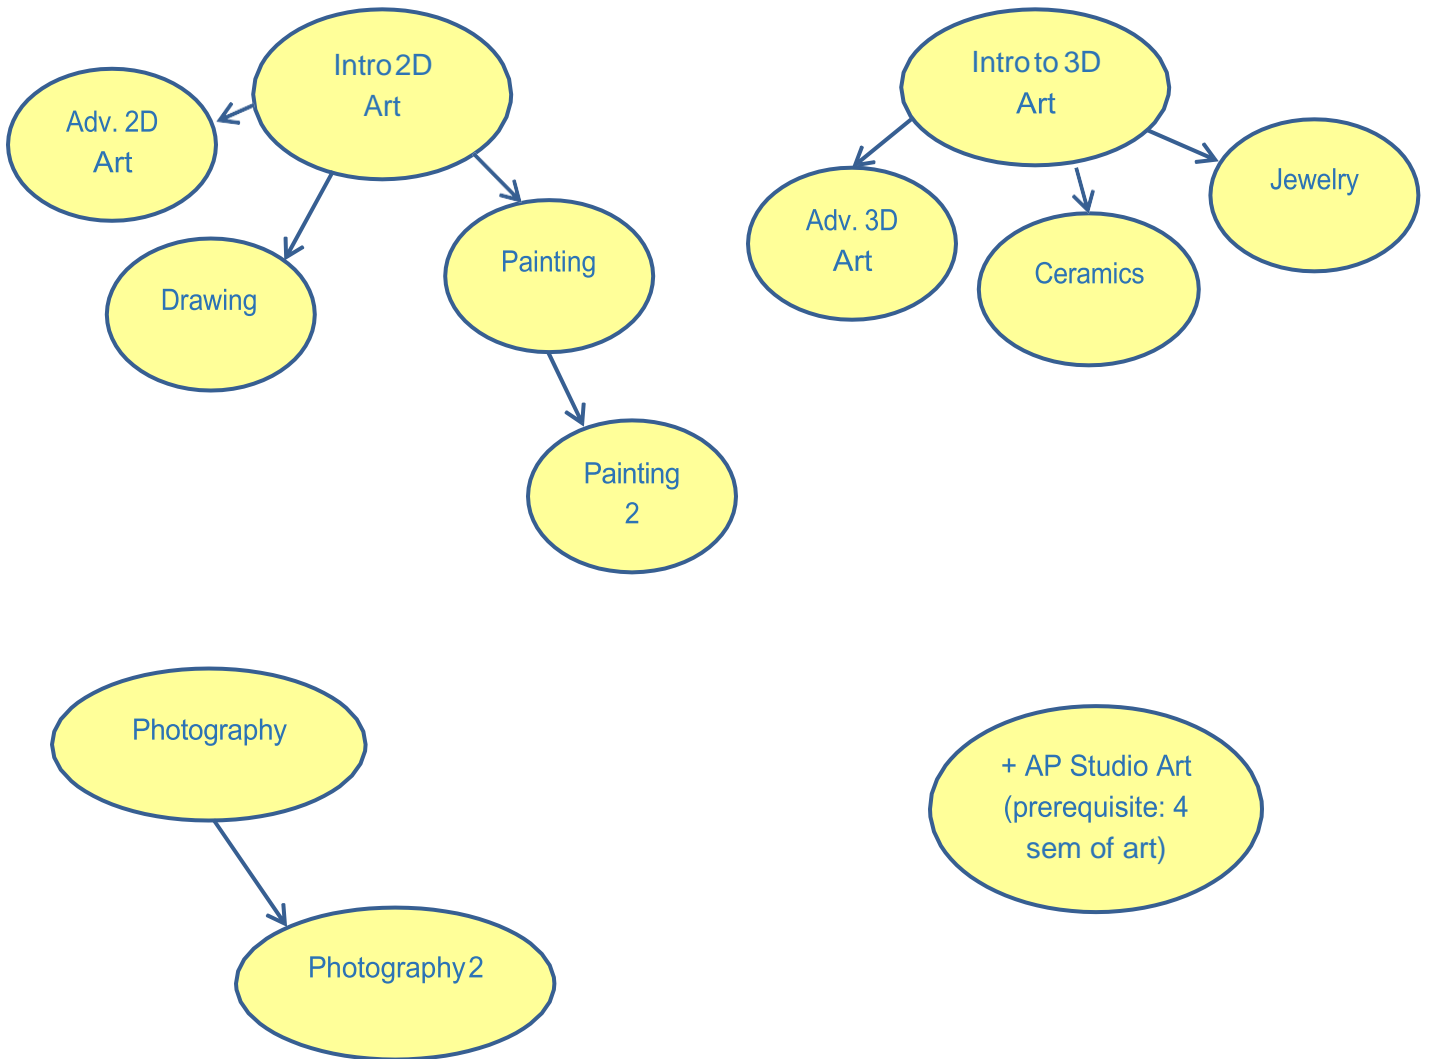 Intro 2D
Art
Adv. 2D
Art
Drawing
Painting
Painting
2
Intro to 3D
Art
Adv. 3D
Art
Ceramics
Jewelry
Photography
Photography 2
+ AP Studio Art
(prerequisite: 4
sem of art)